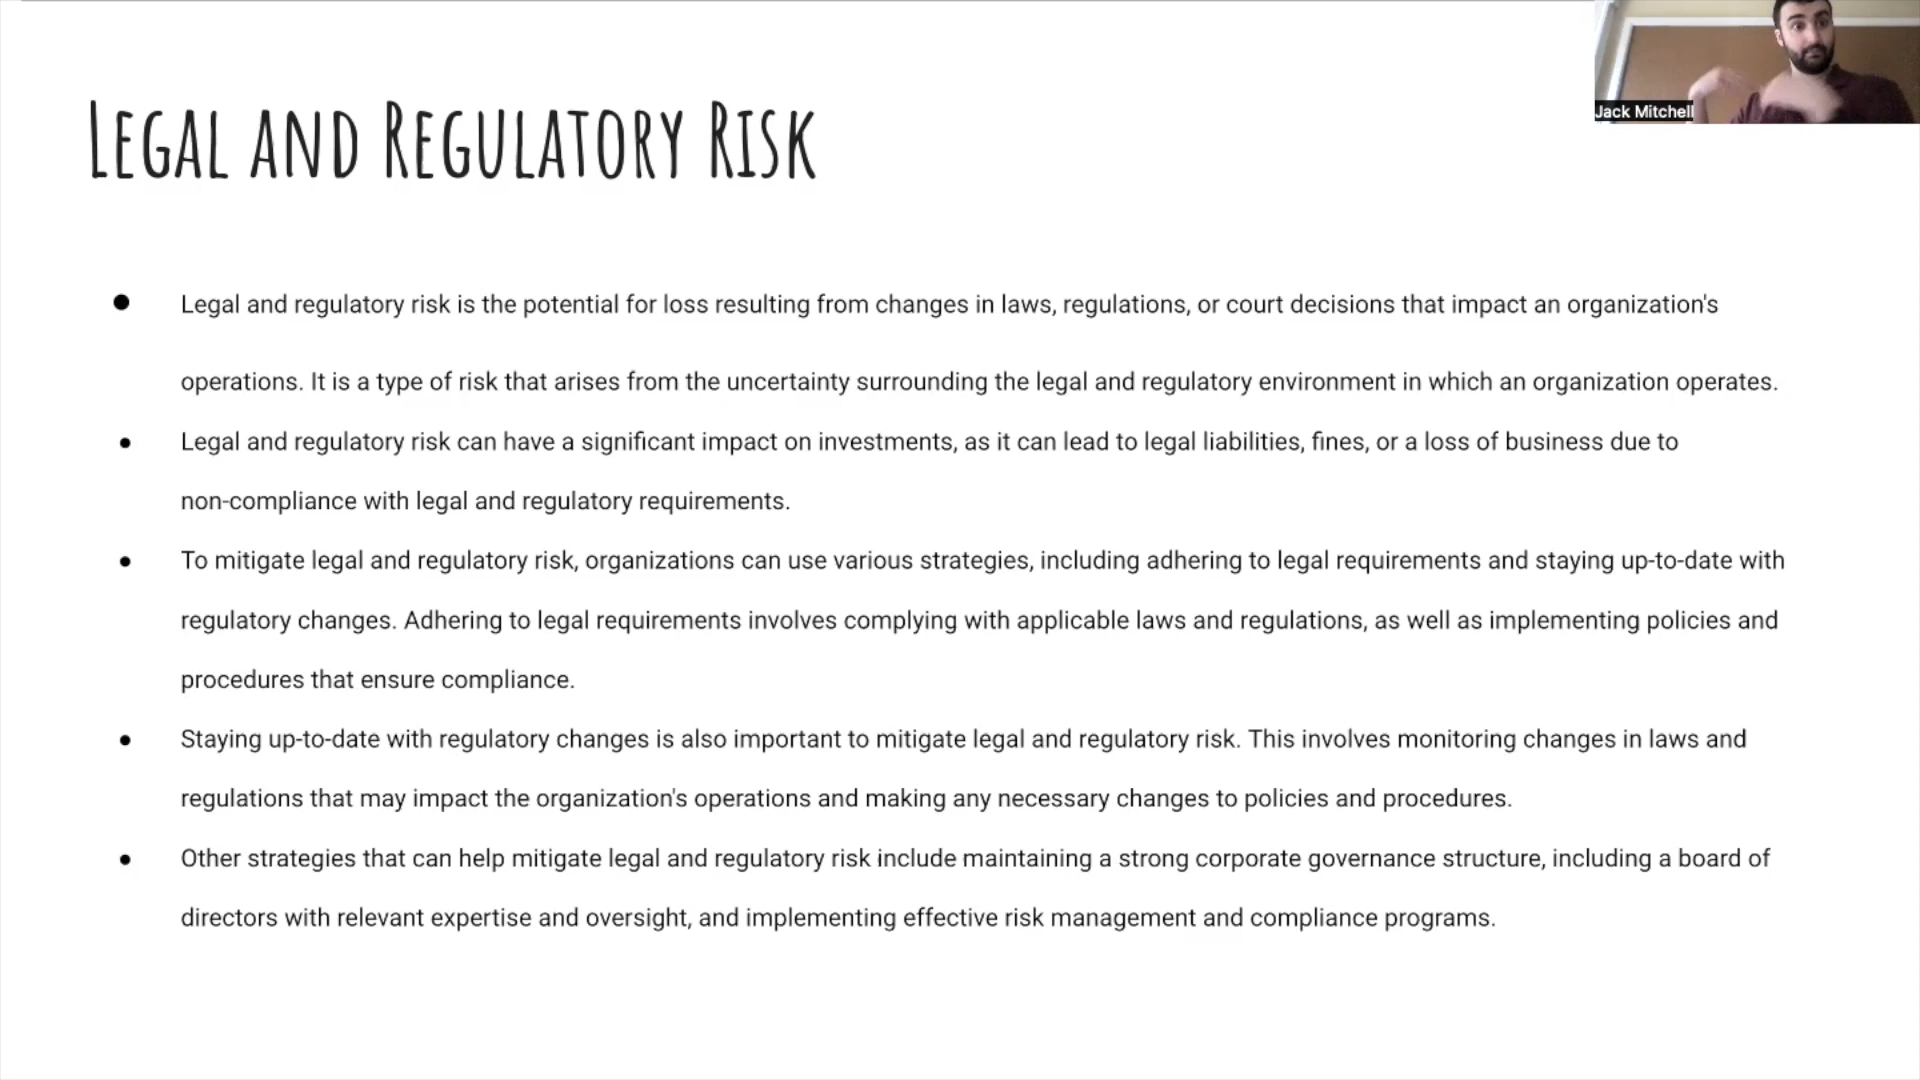 Jack Mitchell
Legal and Regulatory Risk
● Legal and regulatory risk is the potential for loss resulting from changes in laws, regulations, or court decisions that impact an organization's
operations. It is a type of risk that arises from the uncertainty surrounding the legal and regulatory environment in which an organization operates.
● Legal and regulatory risk can have a significant impact on investments, as it can lead to legal liabilities, fines, or a loss of business due to
non-compliance with legal and regulatory requirements.
● To mitigate legal and regulatory risk, organizations can use various strategies, including adhering to legal requirements and staying up-to-date with
regulatory changes. Adhering to legal requirements involves complying with applicable laws and regulations, as well as implementing policies and
procedures that ensure compliance.
● Staying up-to-date with regulatory changes is also important to mitigate legal and regulatory risk. This involves monitoring changes in laws and
regulations that may impact the organization's operations and making any necessary changes to policies and procedures.
● Other strategies that can help mitigate legal and regulatory risk include maintaining a strong corporate governance structure, including a board of
directors with relevant expertise and oversight, and implementing effective risk management and compliance programs.